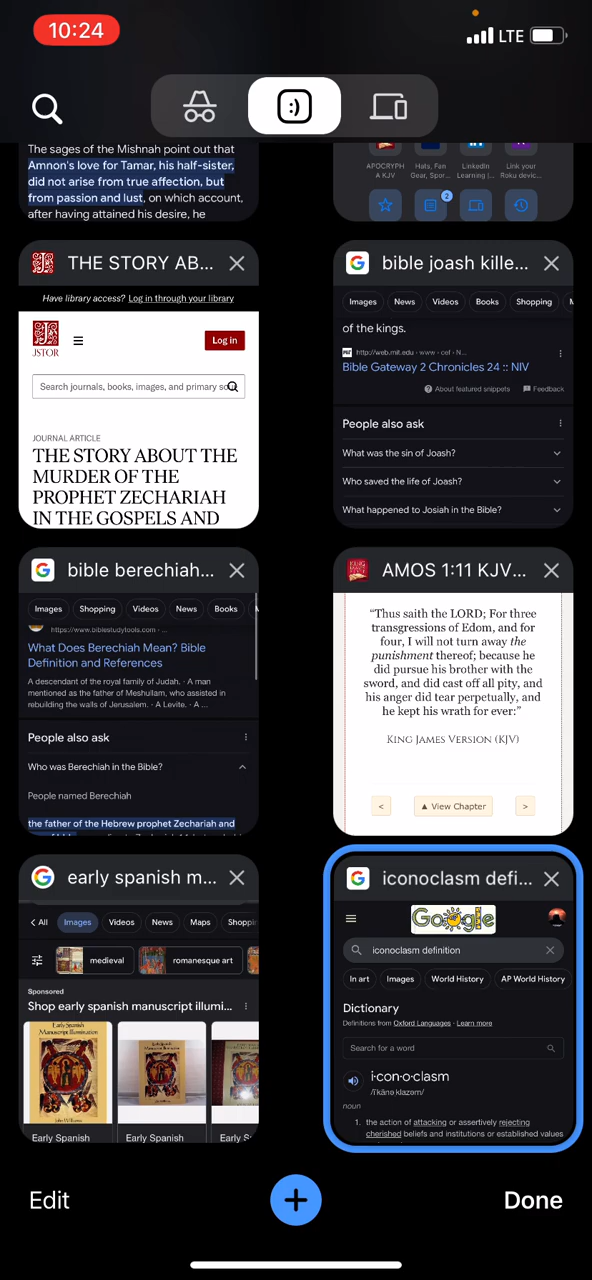 10:24
LTE
:)
The sages of the Mishnah point out that
Amnon's love for Tamar, his half-sister,
did not arise from true affection, but
from passion and lust, on which account,
after having attained his desire, he
APOCRYPH
A KJV
Hats, Fan
Gear, Spor...
LinkedIn
Learning |...
Link your
Roku devic...
2
THE STORY AB...
Have library access? Log in through your library
JSTOR
Log in
Search journals, books, images, and primary so
JOURNAL ARTICLE
THE STORY ABOUT THE
MURDER OF THE
PROPHET ZECHARIAH
IN THE GOSPELS AND
bible joash kille...
Images
News
Videos
Books
Shopping
of the kings.
http://web.mit.edu › www › cef › N...
Bible Gateway 2 Chronicles 24 :: NIV
About featured snippets
Feedback
People also ask
What was the sin of Joash?
Who saved the life of Joash?
What happened to Josiah in the Bible?
bible berechiah...
Images
Shopping
Videos
News
Books
https://www.biblestudytools.com › ...
What Does Berechiah Mean? Bible
Definition and References
A descendant of the royal family of Judah. · A man
mentioned as the father of Meshullam, who assisted in
rebuilding the walls of Jerusalem. · A Levite. · A ...
People also ask
Who was Berechiah in the Bible?
People named Berechiah
the father of the Hebrew prophet Zechariah and
AMOS 1:11 KJV...
“Thus saith the LORD; For three
transgressions of Edom, and for
four, I will not turn away the
punishment thereof; because he
did pursue his brother with the
sword, and did cast off all pity, and
his anger did tear perpetually, and
he kept his wrath for ever:”
King James Version (KJV)
<
▲ View Chapter
>
early spanish m...
All
Images
Videos
News
Maps
Shoppi
medieval
romanesque art
Sponsored
Shop early spanish manuscript illumi...
Early Spanish
Manuscript Illumination
Early Spanish
Early Spanish
Early Spanish
iconoclasm defi...
Google
iconoclasm definition
In art
Images
World History
AP World History
Dictionary
Definitions from Oxford Languages · Learn more
Search for a word
i·con·o·clasm
/īˈkänəˌklazəm/
noun
1. the action of attacking or assertively rejecting
cherished beliefs and institutions or established values
Edit
+
Done